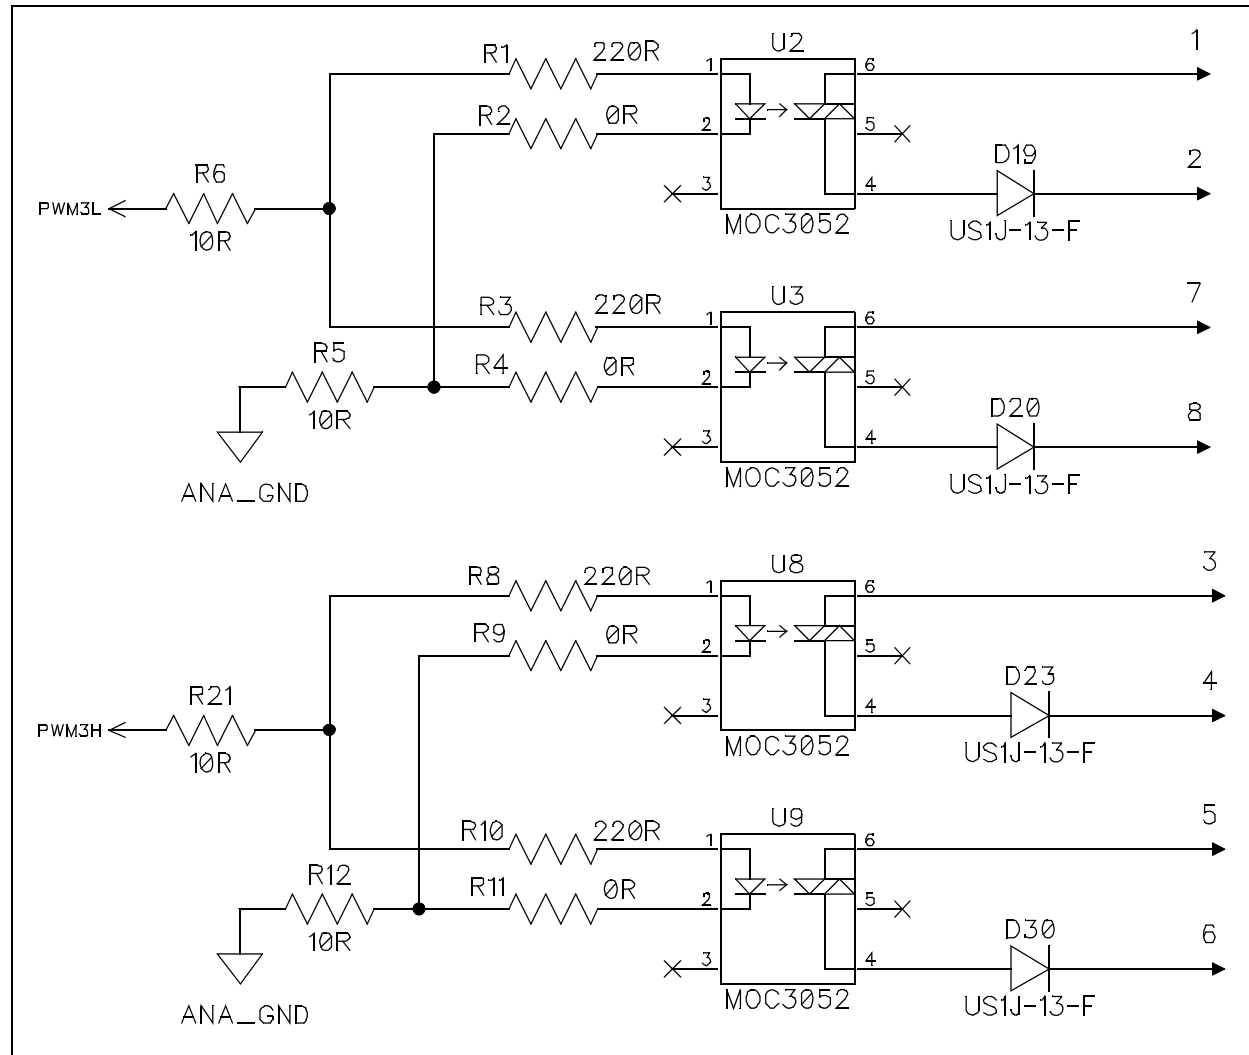 U2
1
R1 220R
1
6
R2 0R
2
5
2
D19
R6
3
4
PWM3L
10R
MOC3052
US1J-13-F
U3
7
R3 220R
1
6
R5
R4 0R
2
5
D20
8
10R
3
4
MOC3052
US1J-13-F
ANA_GND
U8
3
R8 220R
1
6
R9 0R
2
5
D23
4
R21
3
4
PWM3H
10R
MOC3052
US1J-13-F
U9
5
R10 220R
1
6
R12
R11 0R
2
5
D30
6
10R
3
4
MOC3052
US1J-13-F
ANA_GND